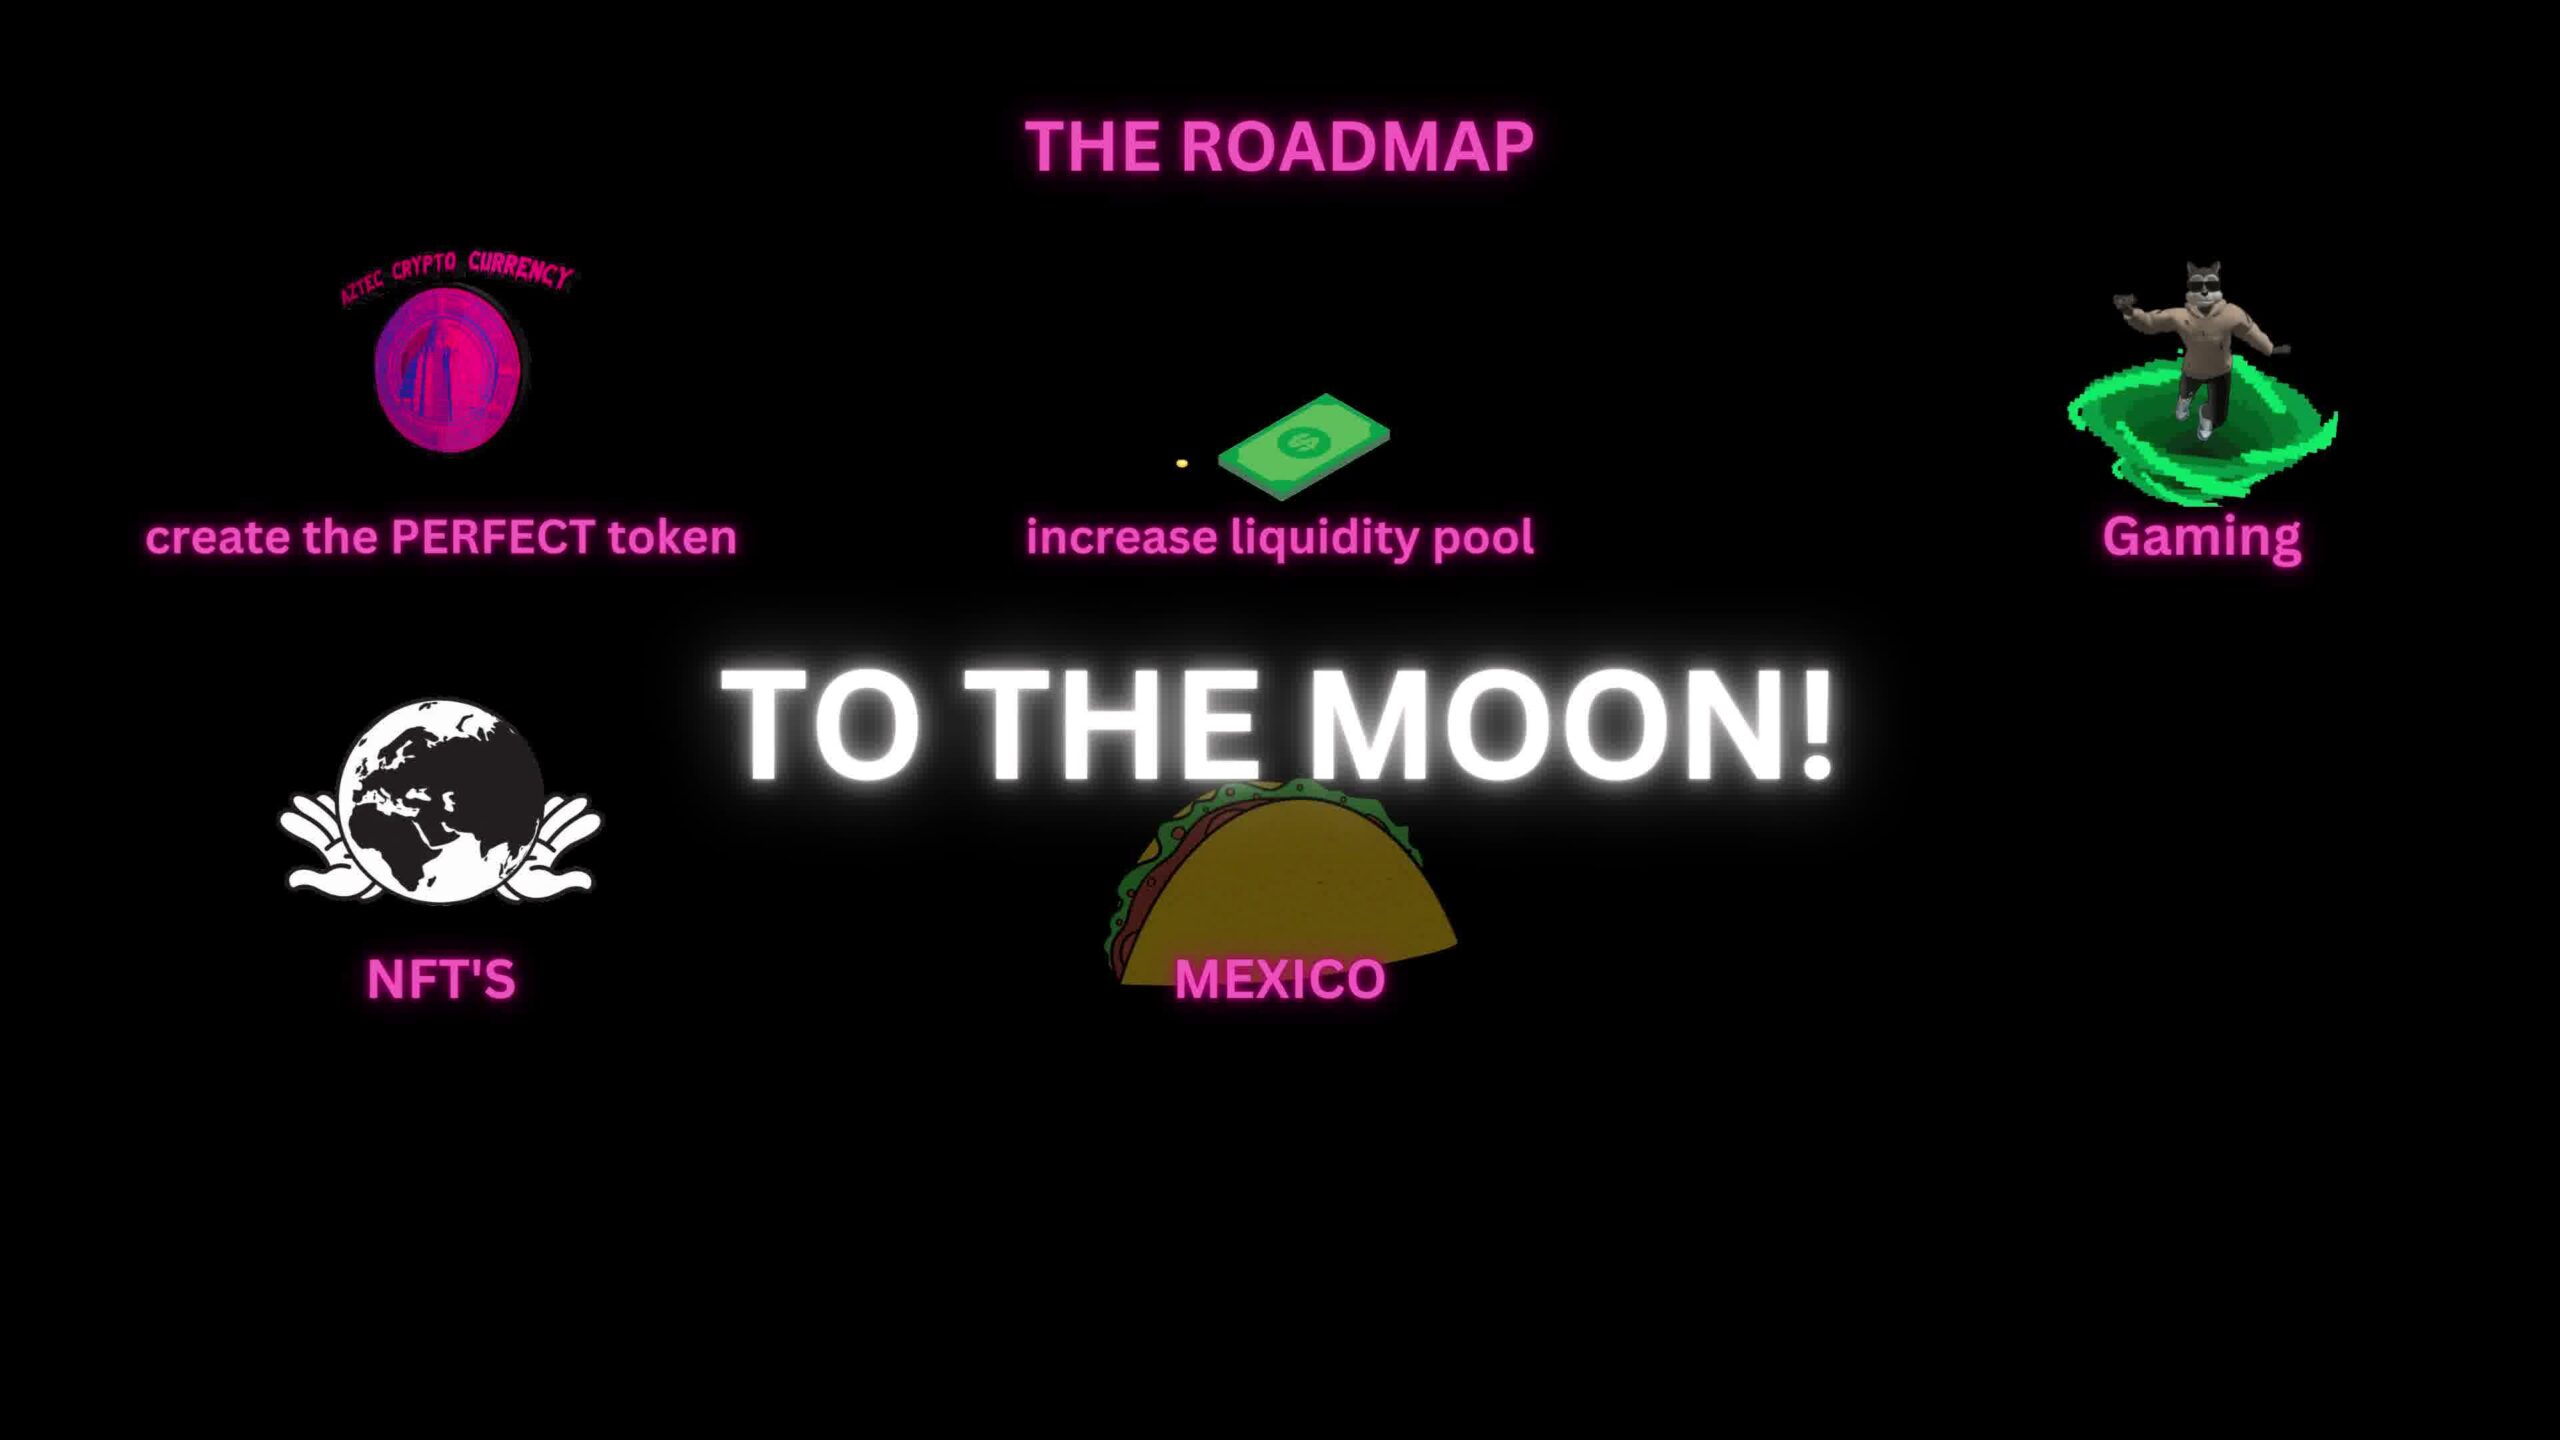 THE ROADMAP
AZTEC CRYPTO CURRENCY
create the PERFECT token
increase liquidity pool
Gaming
TO THE MOON!
NFT'S
MEXICO